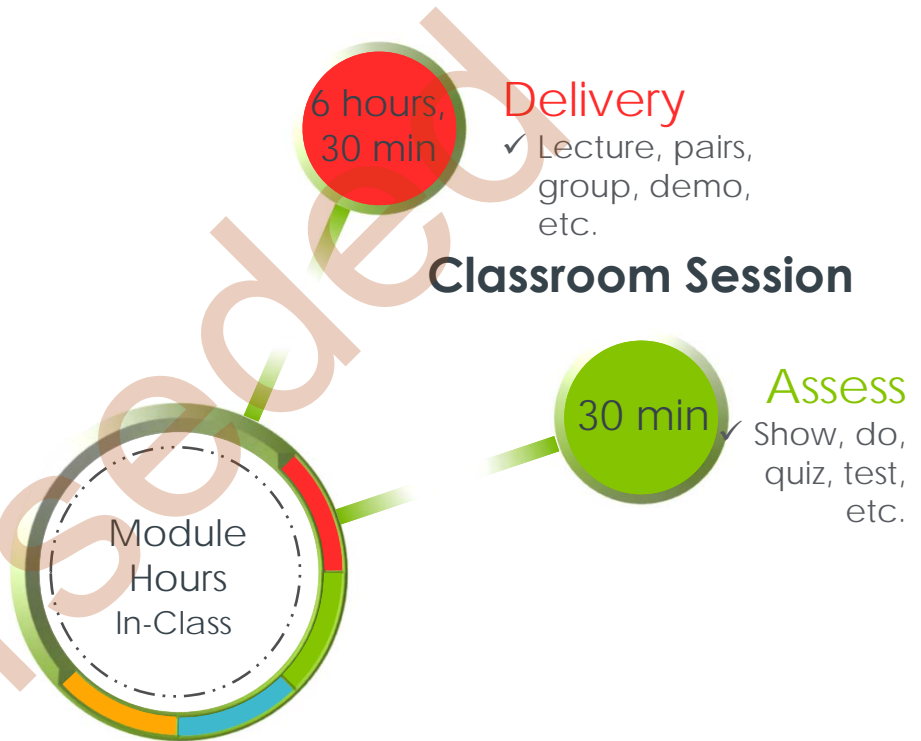 6 hours,
30 min
Delivery
✓ Lecture, pairs,
group, demo,
etc.
Classroom Session
30 min
Assess
✓ Show, do,
quiz, test,
etc.
Module
Hours
In-Class
seded